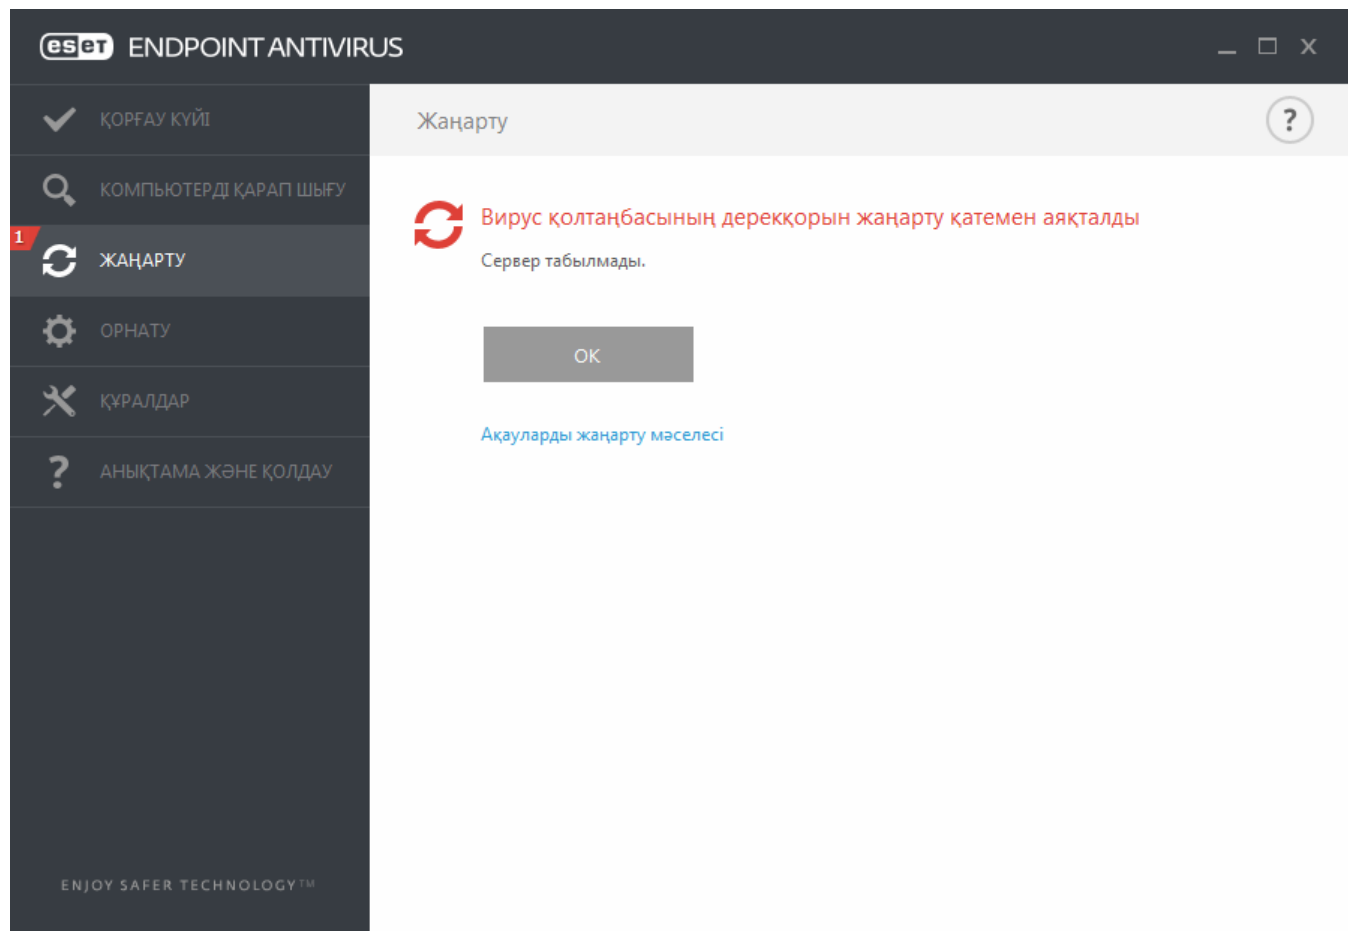 eset ENDPOINT ANTIVIRUS
ҚОРҒАУ КҮЙІ
Жаңарту
?
КОМПЬЮТЕРДІ ҚАРАП ШЫҒУ
1
ЖАҢАРТУ
Вирус қолтаңбасының дерекқорын жаңарту қатемен аяқталды
Сервер табылмады.
ОРНАТУ
OK
ҚҰРАЛДАР
Ақауларды жаңарту мәселесі
? АНЫҚТАМА ЖӘНЕ ҚОЛДАУ
ENJOY SAFER TECHNOLOGY™